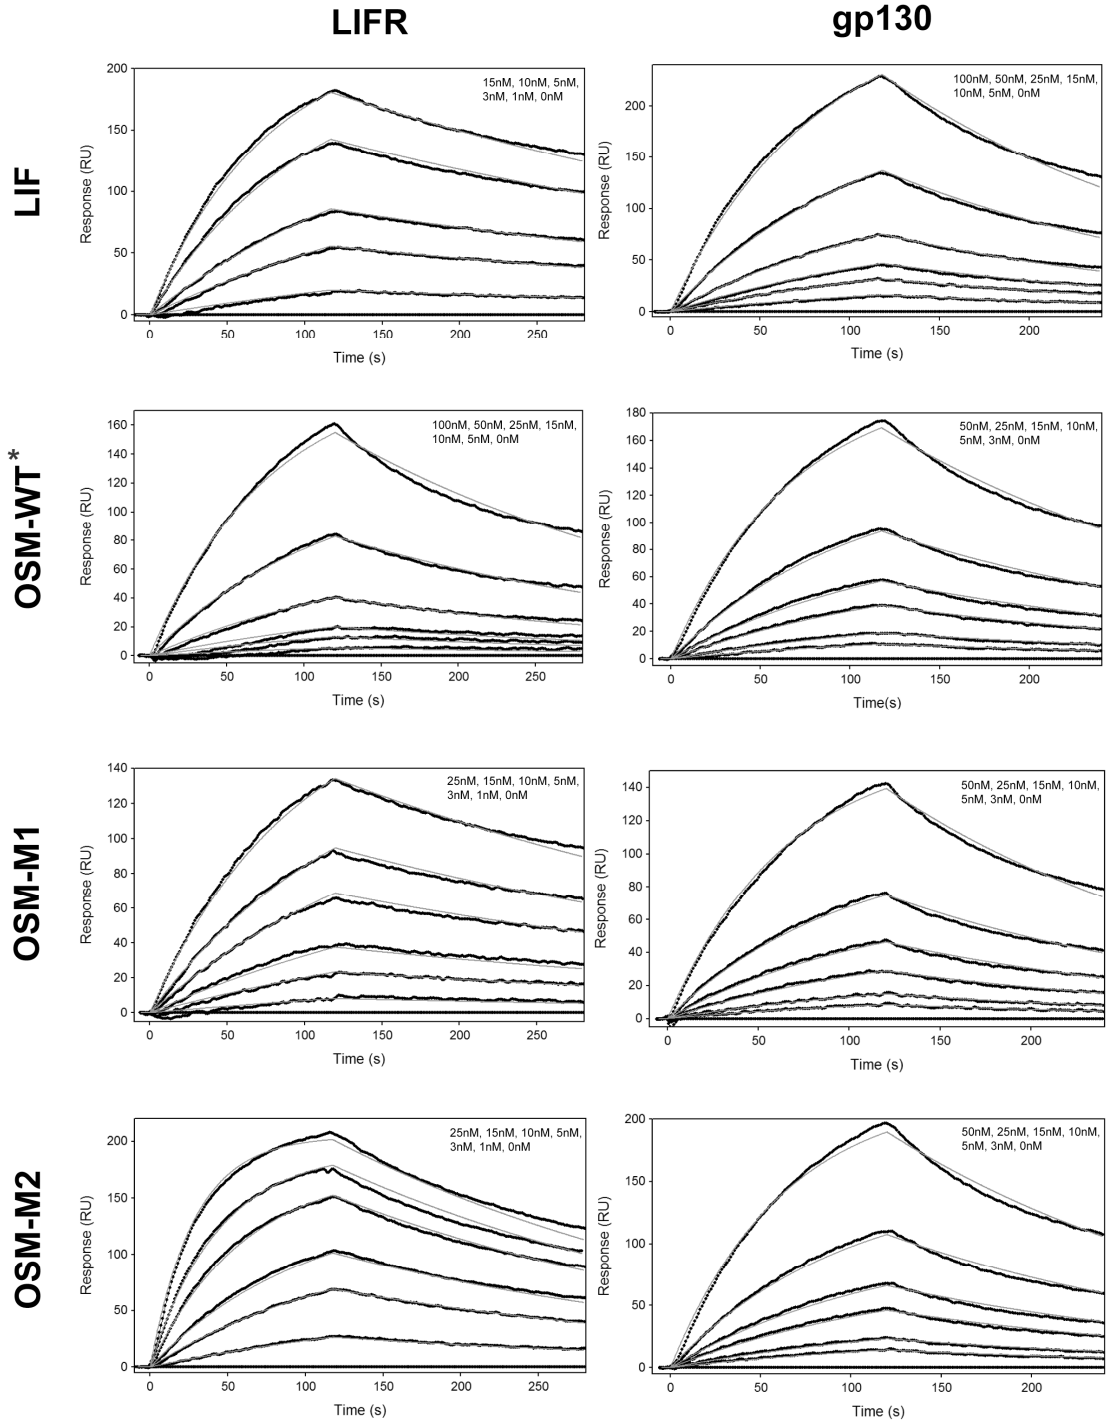 LIFR
gp130
LIF
200
150
100
50
0
Response (RU)
15nM, 10nM, 5nM,
3nM, 1nM, 0nM
0
50
100
150
200
250
Time (s)
200
150
100
50
0
Response (RU)
100nM, 50nM, 25nM, 15nM,
10nM, 5nM, 0nM
0
50
100
150
200
Time (s)
OSM-WT*
160
140
120
100
80
60
40
20
0
Response (RU)
100nM, 50nM, 25nM, 15nM,
10nM, 5nM, 0nM
0
50
100
150
200
250
Time (s)
180
160
140
120
100
80
60
40
20
0
Response (RU)
50nM, 25nM, 15nM, 10nM,
5nM, 3nM, 0nM
0
50
100
150
200
Time(s)
OSM-M1
140
120
100
80
60
40
20
0
Response (RU)
25nM, 15nM, 10nM, 5nM,
3nM, 1nM, 0nM
0
50
100
150
200
250
Time (s)
140
120
100
80
60
40
20
0
Response (RU)
50nM, 25nM, 15nM, 10nM,
5nM, 3nM, 0nM
0
50
100
150
200
Time (s)
OSM-M2
200
150
100
50
0
Response (RU)
25nM, 15nM, 10nM, 5nM,
3nM, 1nM, 0nM
0
50
100
150
200
250
Time (s)
200
150
100
50
0
Response (RU)
50nM, 25nM, 15nM, 10nM,
5nM, 3nM, 0nM
0
50
100
150
200
Time (s)